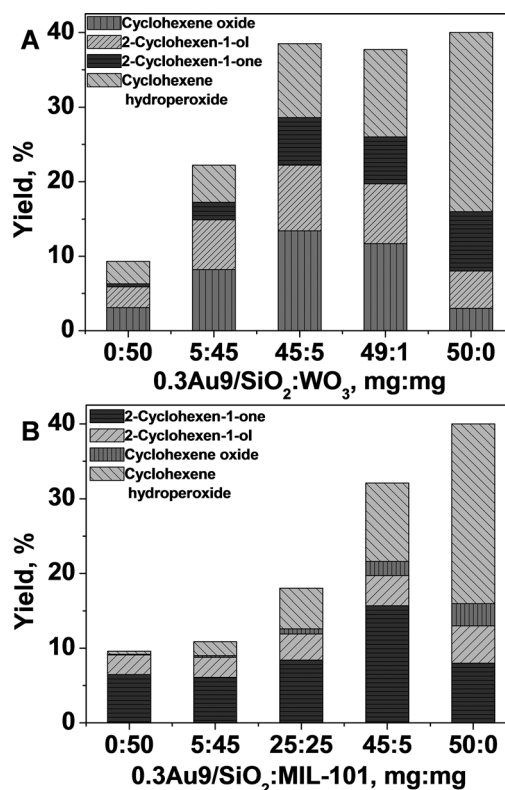 A
Cyclohexene oxide
2-Cyclohexen-1-ol
2-Cyclohexen-1-one
Cyclohexene
hydroperoxide
Yield, %
40
30
20
10
0
0:50 5:45 45:5 49:1 50:0
0.3Au9/SiO₂:WO₃, mg:mg
B
2-Cyclohexen-1-one
2-Cyclohexen-1-ol
Cyclohexene oxide
Cyclohexene
hydroperoxide
Yield, %
40
30
20
10
0
0:50 5:45 25:25 45:5 50:0
0.3Au9/SiO₂:MIL-101, mg:mg